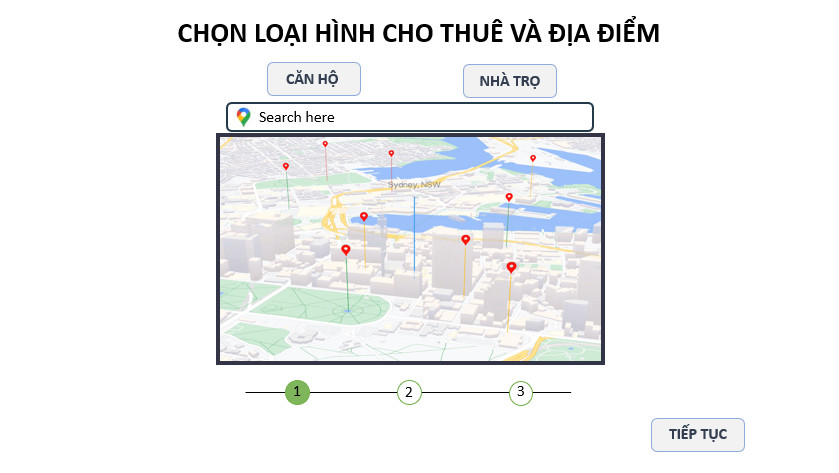 CHỌN LOẠI HÌNH CHO THUÊ VÀ ĐỊA ĐIỂM
CĂN HỘ
NHÀ TRỌ
Search here
Sydney, NSW
1
2
3
TIẾP TỤC